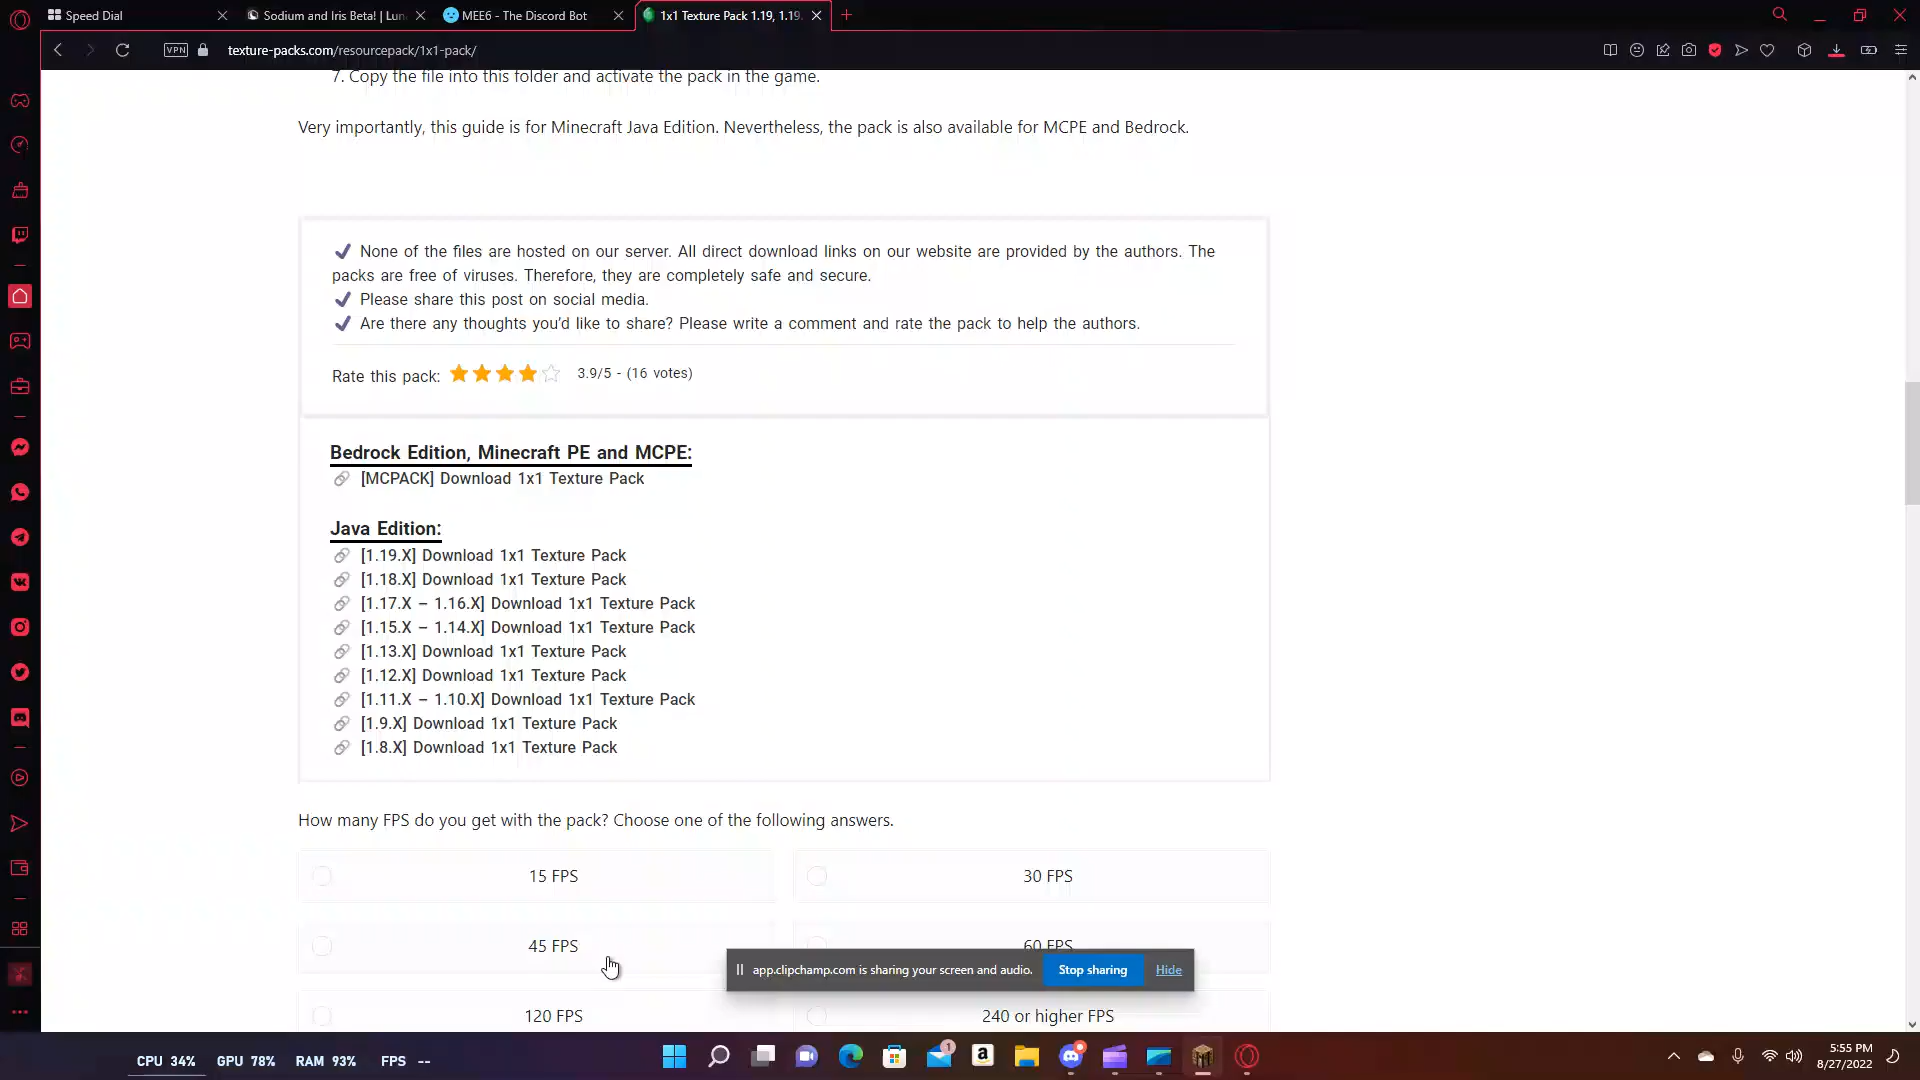 Speed Dial
Sodium and Iris Beta! | Lun
MEE6 - The Discord Bot
1x1 Texture Pack 1.19, 1.19.
VPN
texture-packs.com/resourcepack/1x1-pack/
7. Copy the file into this folder and activate the pack in the game.
Very importantly, this guide is for Minecraft Java Edition. Nevertheless, the pack is also available for MCPE and Bedrock.
None of the files are hosted on our server. All direct download links on our website are provided by the authors. The
packs are free of viruses. Therefore, they are completely safe and secure.
Please share this post on social media.
Are there any thoughts you'd like to share? Please write a comment and rate the pack to help the authors.
Rate this pack: 3.9/5 - (16 votes)
Bedrock Edition, Minecraft PE and MCPE:
[MCPACK] Download 1x1 Texture Pack
Java Edition:
[1.19.X] Download 1x1 Texture Pack
[1.18.X] Download 1x1 Texture Pack
[1.17.X – 1.16.X] Download 1x1 Texture Pack
[1.15.X – 1.14.X] Download 1x1 Texture Pack
[1.13.X] Download 1x1 Texture Pack
[1.12.X] Download 1x1 Texture Pack
[1.11.X – 1.10.X] Download 1x1 Texture Pack
[1.9.X] Download 1x1 Texture Pack
[1.8.X] Download 1x1 Texture Pack
How many FPS do you get with the pack? Choose one of the following answers.
15 FPS
30 FPS
45 FPS
60 FPS
app.clipchamp.com is sharing your screen and audio. Stop sharing Hide
120 FPS
240 or higher FPS
CPU 34% GPU 78% RAM 93% FPS --
1
5:55 PM
8/27/2022